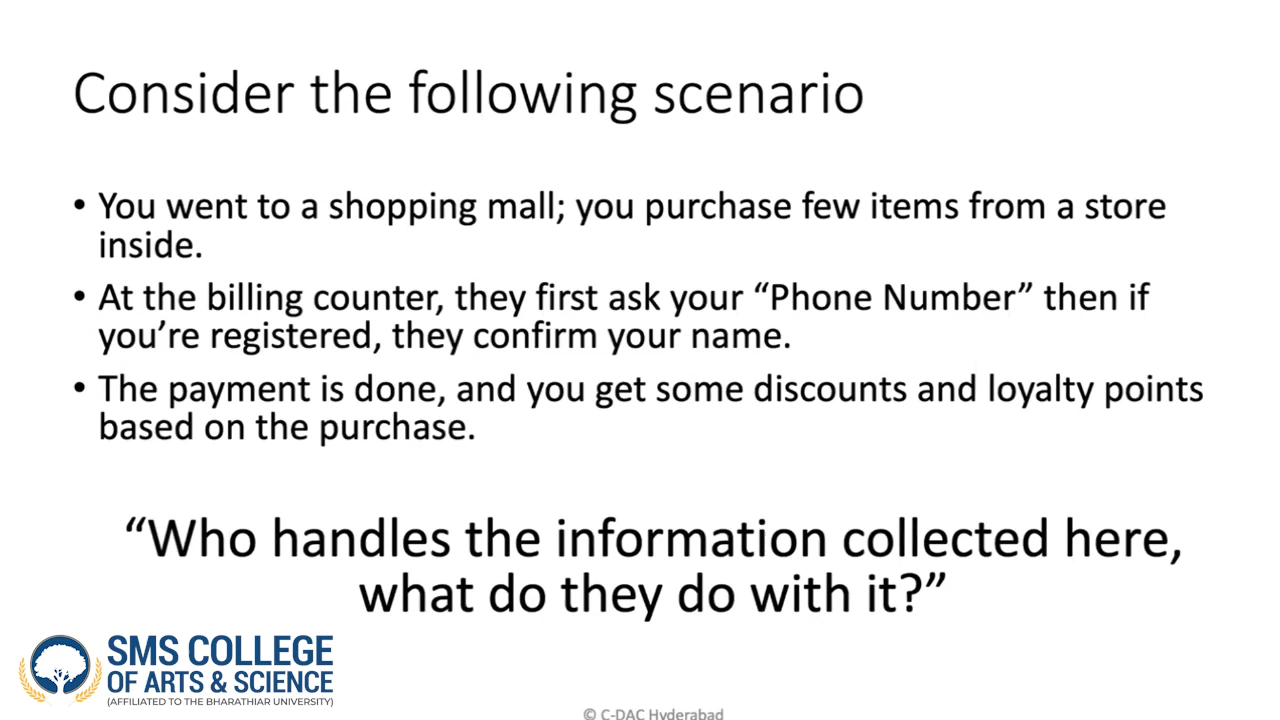 Consider the following scenario
• You went to a shopping mall; you purchase few items from a store
inside.
• At the billing counter, they first ask your “Phone Number” then if
you’re registered, they confirm your name.
• The payment is done, and you get some discounts and loyalty points
based on the purchase.
“Who handles the information collected here,
what do they do with it?”
SMS COLLEGE
OF ARTS & SCIENCE
(AFFILIATED TO THE BHARATHIAR UNIVERSITY)
© C-DAC Hyderabad